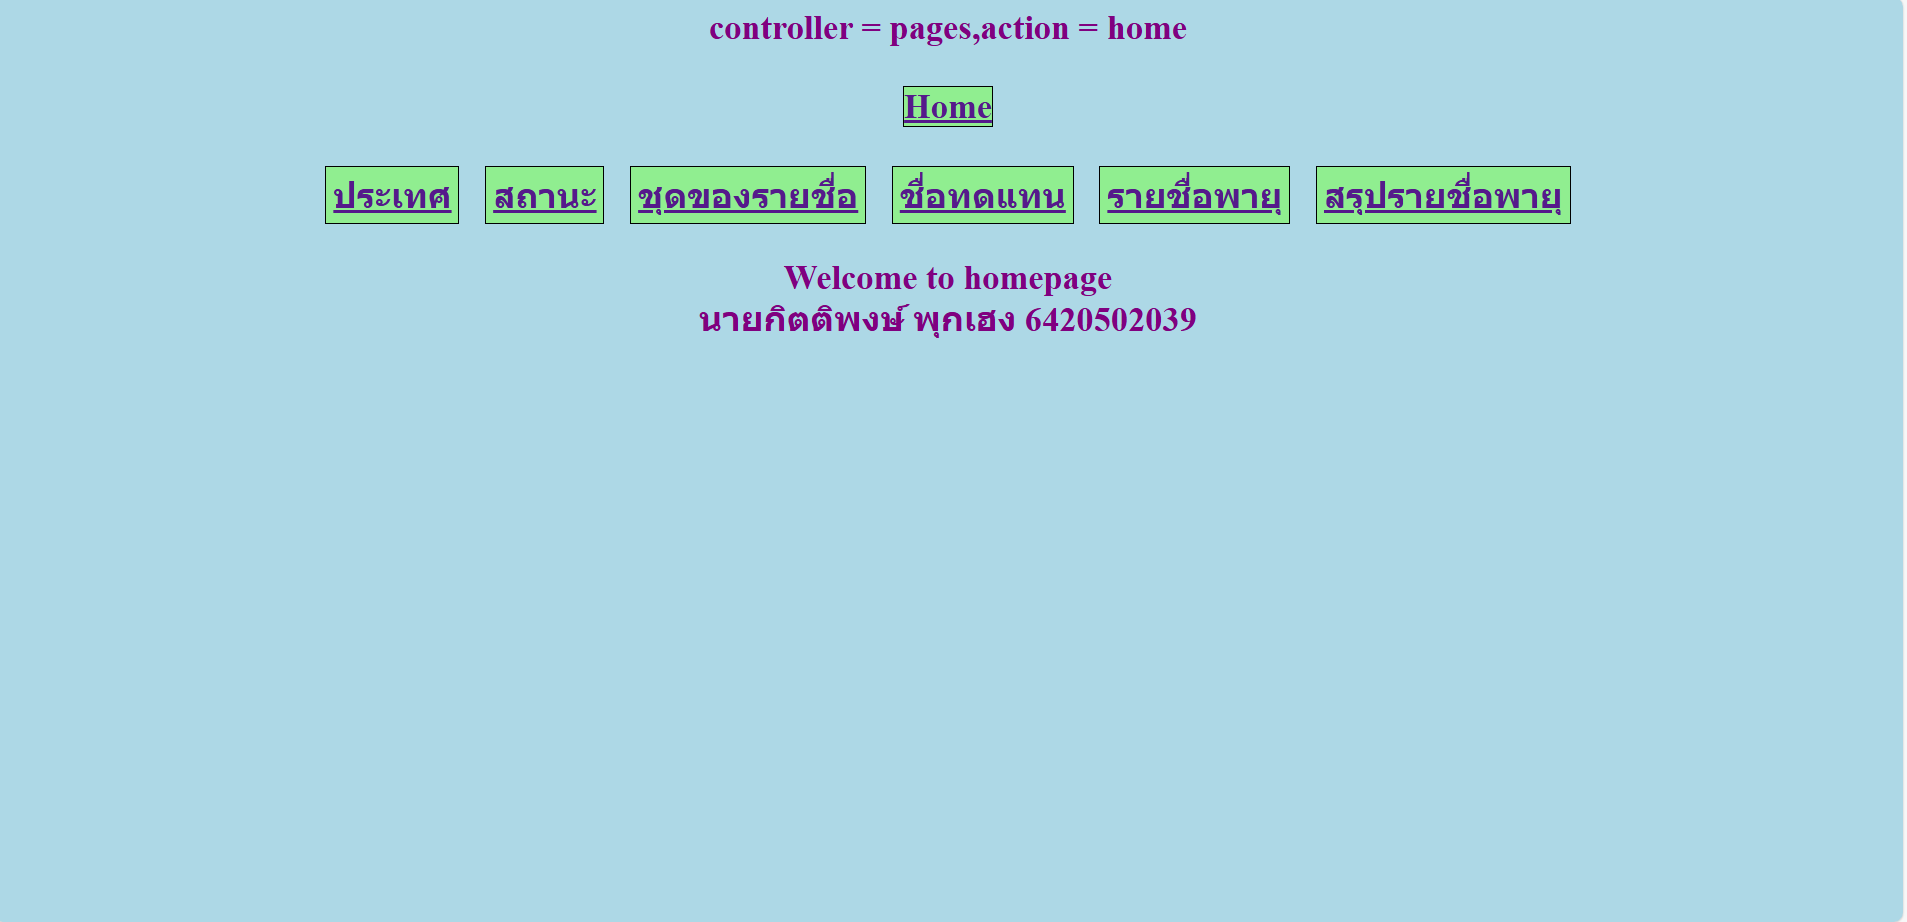 controller = pages,action = home
Home
ประเทศ สถานะ ชุดของรายชื่อ ชื่อทดแทน รายชื่อพายุ สรุปรายชื่อพายุ
Welcome to homepage
นายกิตติพงษ์ พุกเฮง 6420502039